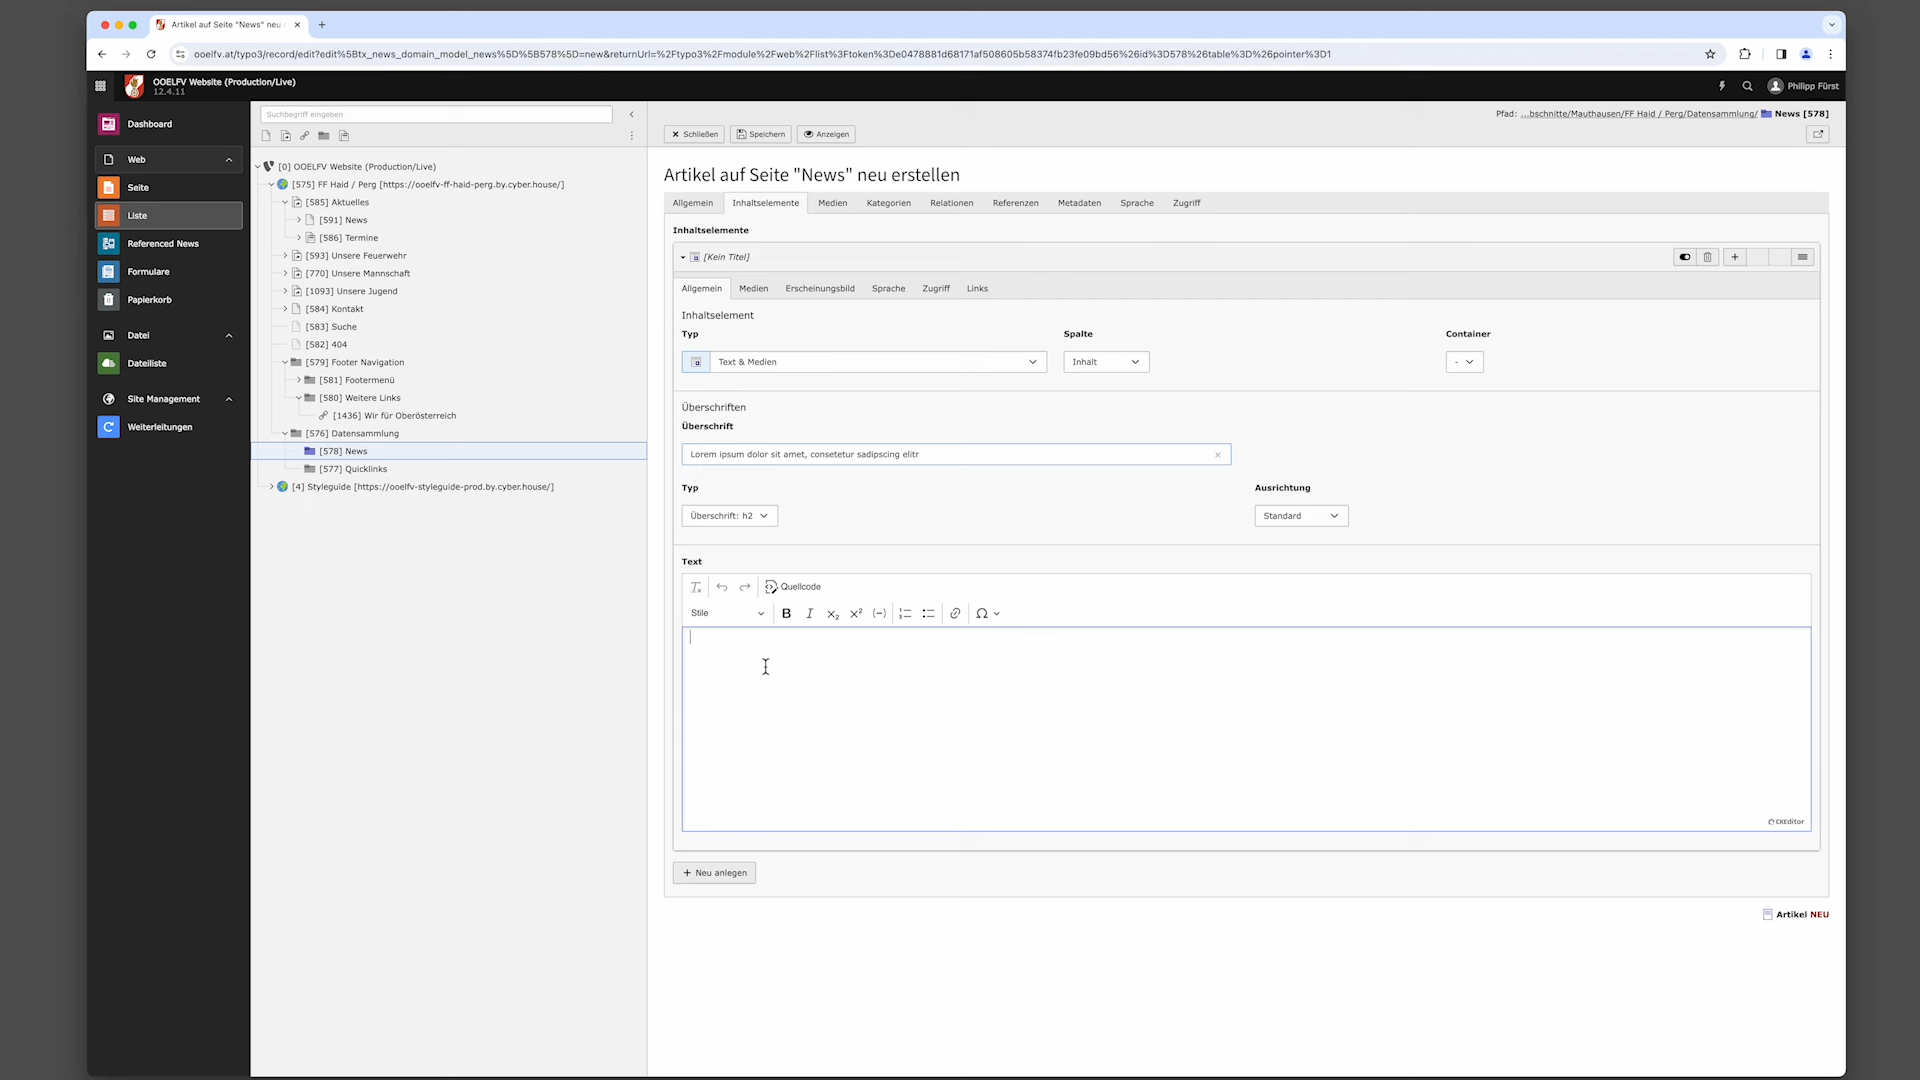 Artikel auf Seite "News" neu
ooelfv.at/typo3/record/edit?edit%5Btx_news_domain_model_news%5D%5B578%5D=new&returnUrl=%2Ftypo3%2Fmodule%2Fweb%2Flist%3Ftoken%3De0478881d68171af508605b58374fb23fe09bd56%26id%3D578%26table%3D%26pointer%3D1
OOELFV Website (Production/Live)
12.4.11
Philipp Fürst
Dashboard
Web
Seite
Liste
Referenced News
Formulare
Papierkorb
Datei
Dateiliste
Site Management
Weiterleitungen
Suchbegriff eingeben
[0] OOELFV Website (Production/Live)
[575] FF Haid / Perg [https://ooelfv-ff-haid-perg.by.cyber.house/]
[585] Aktuelles
[591] News
[586] Termine
[593] Unsere Feuerwehr
[770] Unsere Mannschaft
[1093] Unsere Jugend
[584] Kontakt
[583] Suche
[582] 404
[579] Footer Navigation
[581] Footermenü
[580] Weitere Links
[1436] Wir für Oberösterreich
[576] Datensammlung
[578] News
[577] Quicklinks
[4] Styleguide [https://ooelfv-styleguide-prod.by.cyber.house/]
Pfad: ...bschnitte/Mauthausen/FF Haid / Perg/Datensammlung/ News [578]
Schließen Speichern Anzeigen
Artikel auf Seite "News" neu erstellen
Allgemein Inhaltselemente Medien Kategorien Relationen Referenzen Metadaten Sprache Zugriff
Inhaltselemente
[Kein Titel]
Allgemein Medien Erscheinungsbild Sprache Zugriff Links
Inhaltselement
Typ Spalte Container
Text & Medien Inhalt -
Überschriften
Überschrift
Lorem ipsum dolor sit amet, consetetur sadipscing elitr
Typ Ausrichtung
Überschrift: h2 Standard
Text
Quellcode
Stile B I X₂ X² (-) Ω
CKEditor
+ Neu anlegen
Artikel NEU